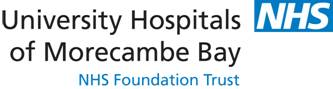 University Hospitals NHS
of Morecambe Bay
NHS Foundation Trust